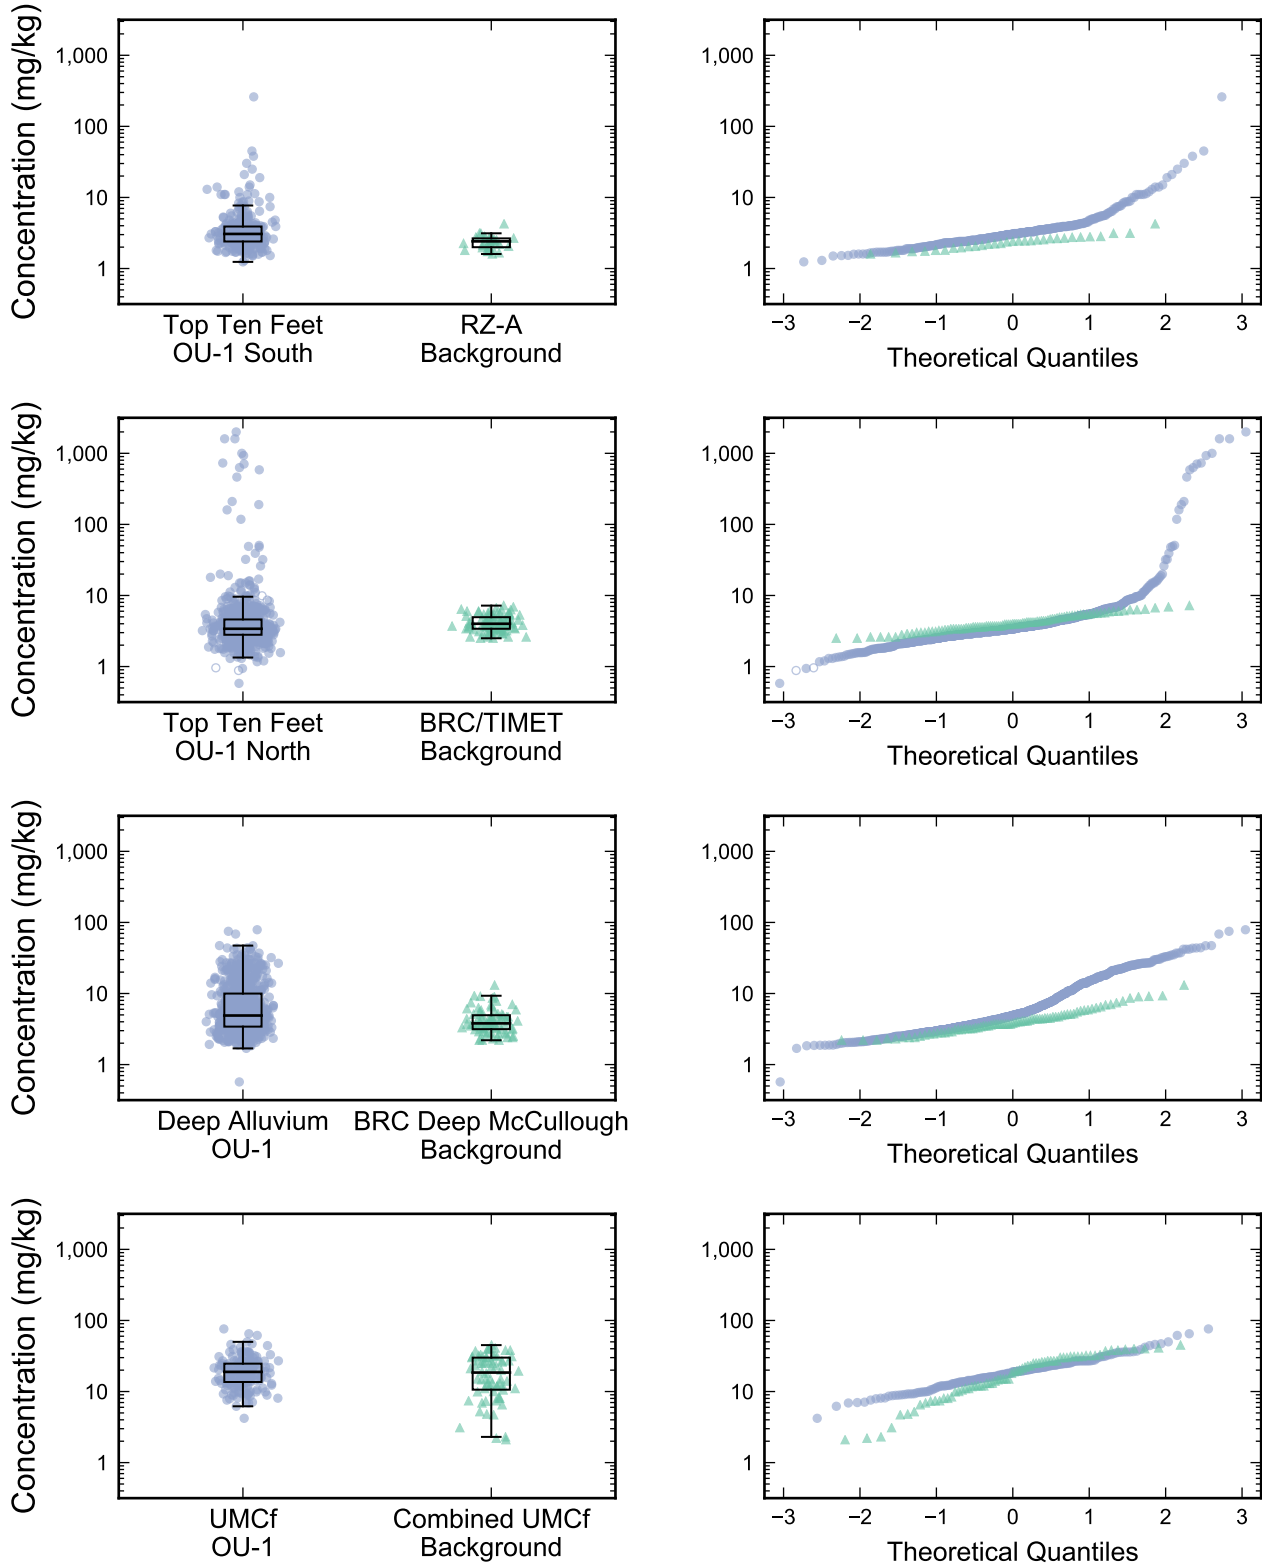 Concentration (mg/kg)
1,000
100
10
1
Top Ten Feet
OU-1 South
RZ-A
Background
−3 −2 −1 0 1 2 3
1,000
100
10
1
Theoretical Quantiles
Concentration (mg/kg)
1,000
100
10
1
Top Ten Feet
OU-1 North
BRC/TIMET
Background
1,000
100
10
1
−3 −2 −1 0 1 2 3
Theoretical Quantiles
Concentration (mg/kg)
1,000
100
10
1
Deep Alluvium
OU-1
BRC Deep McCullough
Background
1,000
100
10
1
−3 −2 −1 0 1 2 3
Theoretical Quantiles
Concentration (mg/kg)
1,000
100
10
1
UMCf
OU-1
Combined UMCf
Background
1,000
100
10
1
−3 −2 −1 0 1 2 3
Theoretical Quantiles